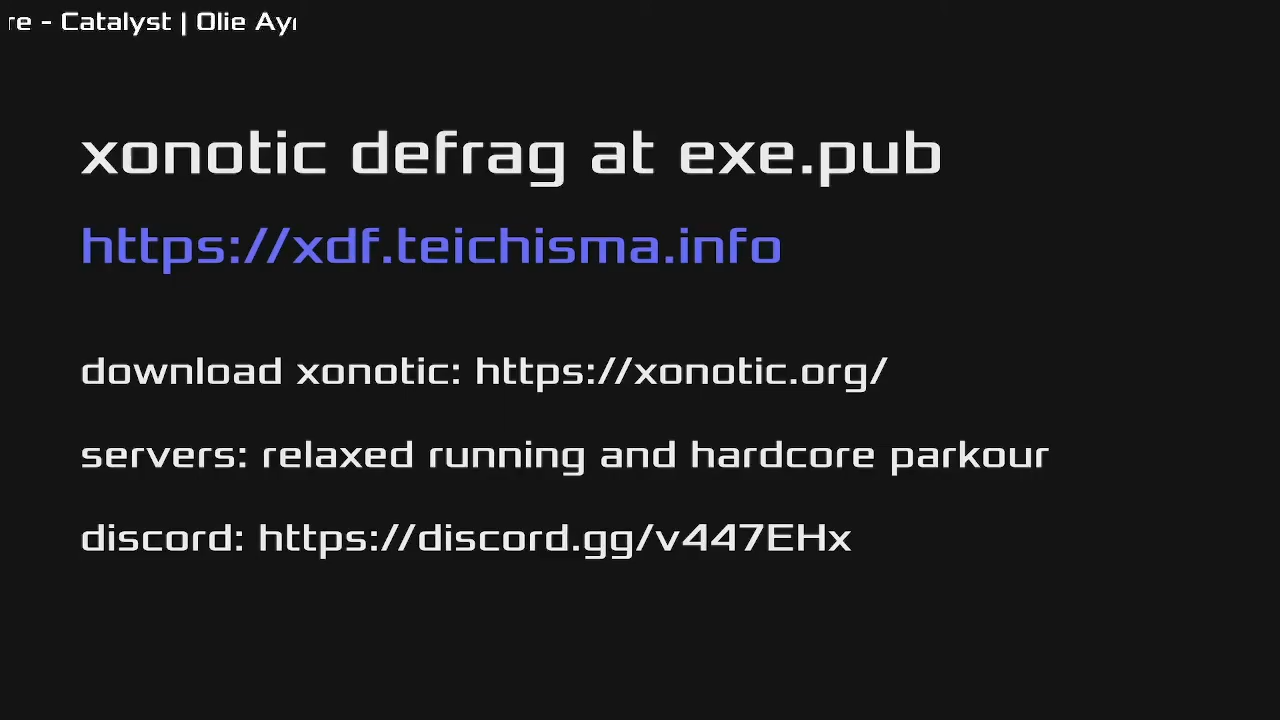 - Catalyst | Olie
xonotic defrag at exe.pub
https://xdf.teichisma.info
download xonotic: https://xonotic.org/
servers: relaxed running and hardcore parkour
discord: https://discord.gg/v447EHx